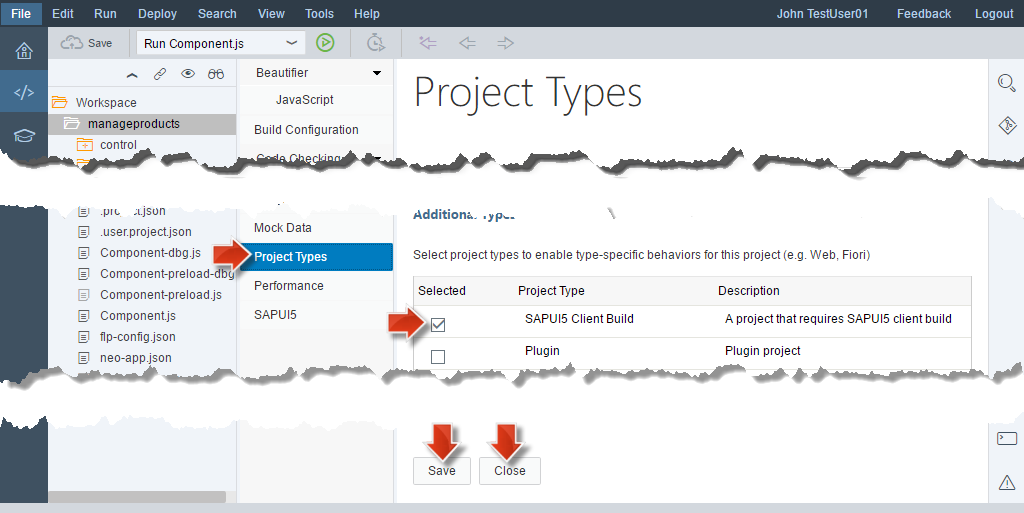 File Edit Run Deploy Search View Tools Help John TestUser01 Feedback Logout
Save Run Component.js
Workspace
manageproducts
control
Beautifier
JavaScript
Build Configuration
Code Checking
Project Types
.project.json
.user.project.json
Component-dbg.js
Component-preload-dbg
Component-preload.js
Component.js
flp-config.json
neo-app.json
Mock Data
Project Types
Performance
SAPUI5
Additional Types
Select project types to enable type-specific behaviors for this project (e.g. Web, Fiori)
Selected Project Type Description
SAPUI5 Client Build A project that requires SAPUI5 client build
Plugin Plugin project
Save Close